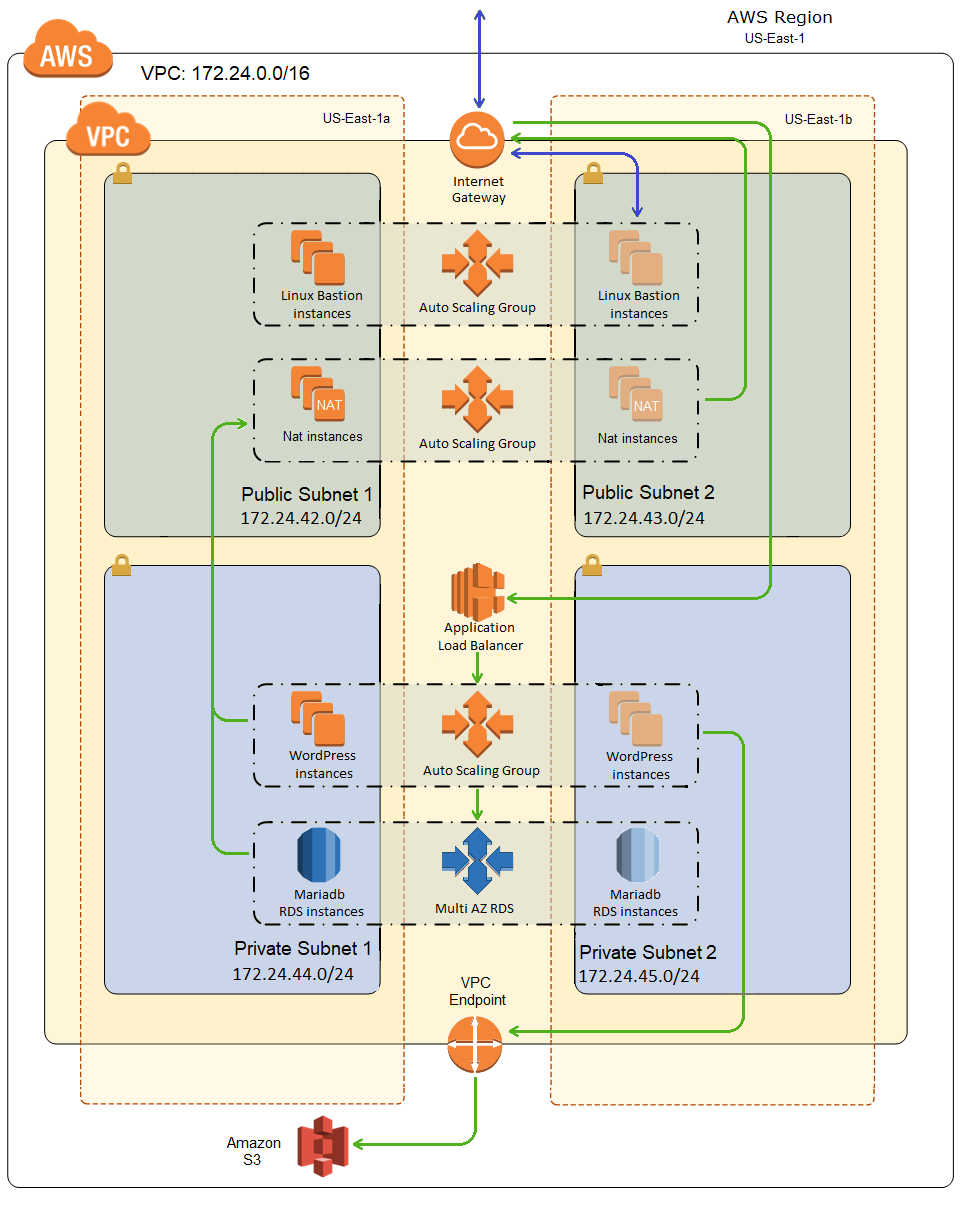 AWS Region
US-East-1
AWS
VPC: 172.24.0.0/16
US-East-1a
US-East-1b
VPC
Internet
Gateway
Linux Bastion
instances
Auto Scaling Group
Linux Bastion
instances
NAT
Nat instances
Auto Scaling Group
NAT
Nat instances
Public Subnet 1
172.24.42.0/24
Public Subnet 2
172.24.43.0/24
Application
Load Balancer
WordPress
instances
Auto Scaling Group
WordPress
instances
Mariadb
RDS instances
Multi AZ RDS
Mariadb
RDS instances
Private Subnet 1
172.24.44.0/24
Private Subnet 2
172.24.45.0/24
VPC
Endpoint
Amazon
S3